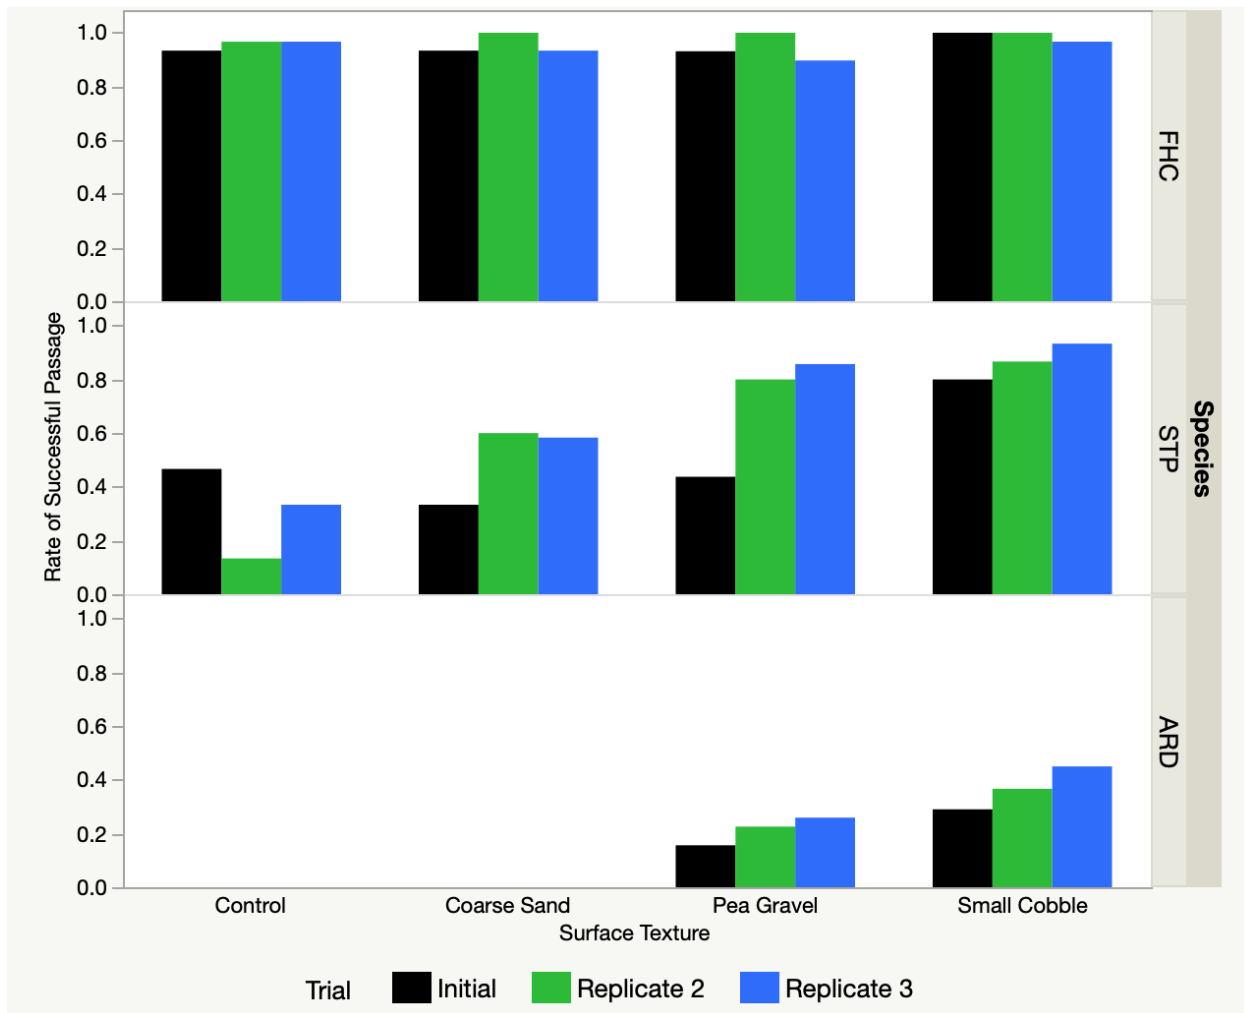 1.0
0.8
0.6
0.4
0.2
0.0
FHC
1.0
0.8
0.6
0.4
0.2
0.0
STP
1.0
0.8
0.6
0.4
0.2
0.0
ARD
Species
Rate of Successful Passage
Control Coarse Sand Pea Gravel Small Cobble
Surface Texture
Trial Initial Replicate 2 Replicate 3